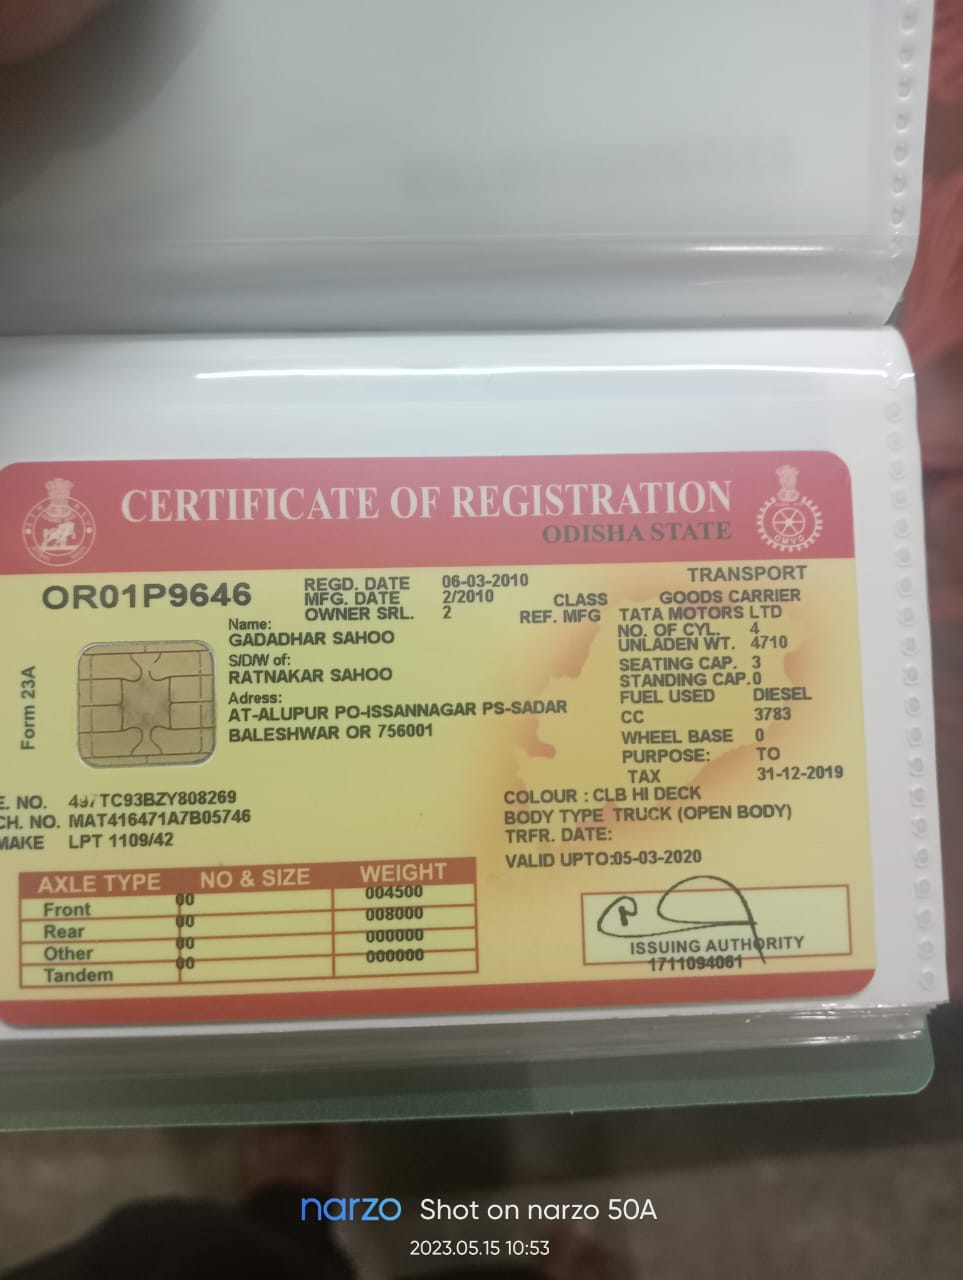 CERTIFICATE OF REGISTRATION
ODISHA STATE
OMVD
OR01P9646
Form 23A
REGD. DATE 06-03-2010
MFG. DATE 2/2010
OWNER SRL. 2
TRANSPORT
CLASS GOODS CARRIER
REF. MFG TATA MOTORS LTD
Name:
GADADHAR SAHOO
S/D/W of:
RATNAKAR SAHOO
Adress:
AT-ALUPUR PO-ISSANNAGAR PS-SADAR
BALESHWAR OR 756001
NO. OF CYL. 4
UNLADEN WT. 4710
SEATING CAP. 3
STANDING CAP.0
FUEL USED DIESEL
CC 3783
WHEEL BASE 0
PURPOSE: TO
TAX 31-12-2019
E. NO. 497TC93BZY808269
CH. NO. MAT416471A7B05746
MAKE LPT 1109/42
COLOUR : CLB HI DECK
BODY TYPE TRUCK (OPEN BODY)
TRFR. DATE:
VALID UPTO:05-03-2020
AXLE TYPE NO & SIZE WEIGHT
Front 00 004500
Rear 00 008000
Other 00 000000
Tandem 00 000000
ISSUING AUTHORITY
1711094061
narzo Shot on narzo 50A
2023.05.15 10:53